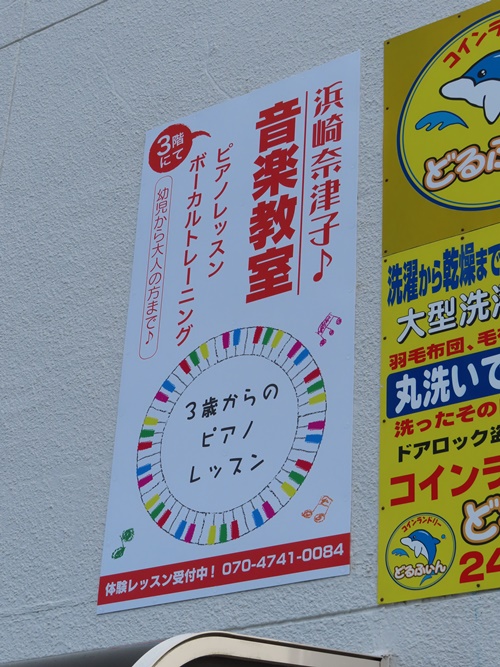 浜崎奈津子♪
音楽教室
3階にて
ピアノレッスン
ボーカルトレーニング
幼児から大人の方まで♪
3歳からの
ピアノ
レッスン
体験レッスン受付中! 070-4741-0084
コインラ
どるふ
洗濯から乾燥まで
大型洗濯
羽毛布団、毛
丸洗いで
洗ったその
ドアロック
コインラ
ど
24
コインランドリー
どるふぃん